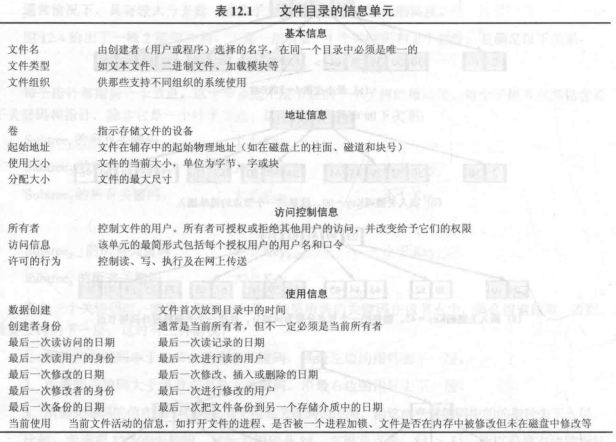 表 12.1 文件目录的信息单元
基本信息
文件名 由创建者（用户或程序）选择的名字，在同一个目录中必须是唯一的
文件类型 如文本文件、二进制文件、加载模块等
文件组织 供那些支持不同组织的系统使用
地址信息
卷 指示存储文件的设备
起始地址 文件在辅存中的起始物理地址（如在磁盘上的柱面、磁道和块号）
使用大小 文件的当前大小，单位为字节、字或块
分配大小 文件的最大尺寸
访问控制信息
所有者 控制文件的用户。所有者可授权或拒绝其他用户的访问，并改变给予它们的权限
访问信息 该单元的最简形式包括每个授权用户的用户名和口令
许可的行为 控制读、写、执行及在网上传送
使用信息
数据创建 文件首次放到目录中的时间
创建者身份 通常是当前所有者，但不一定必须是当前所有者
最后一次读访问的日期 最后一次读记录的日期
最后一次读用户的身份 最后一次进行读的用户
最后一次修改的日期 最后一次修改、插入或删除的日期
最后一次修改者的身份 最后一次进行修改的用户
最后一次备份的日期 最后一次把文件备份到另一个存储介质中的日期
当前使用 当前文件活动的信息，如打开文件的进程、是否被一个进程加锁、文件是否在内存中被修改但未在磁盘中修改等